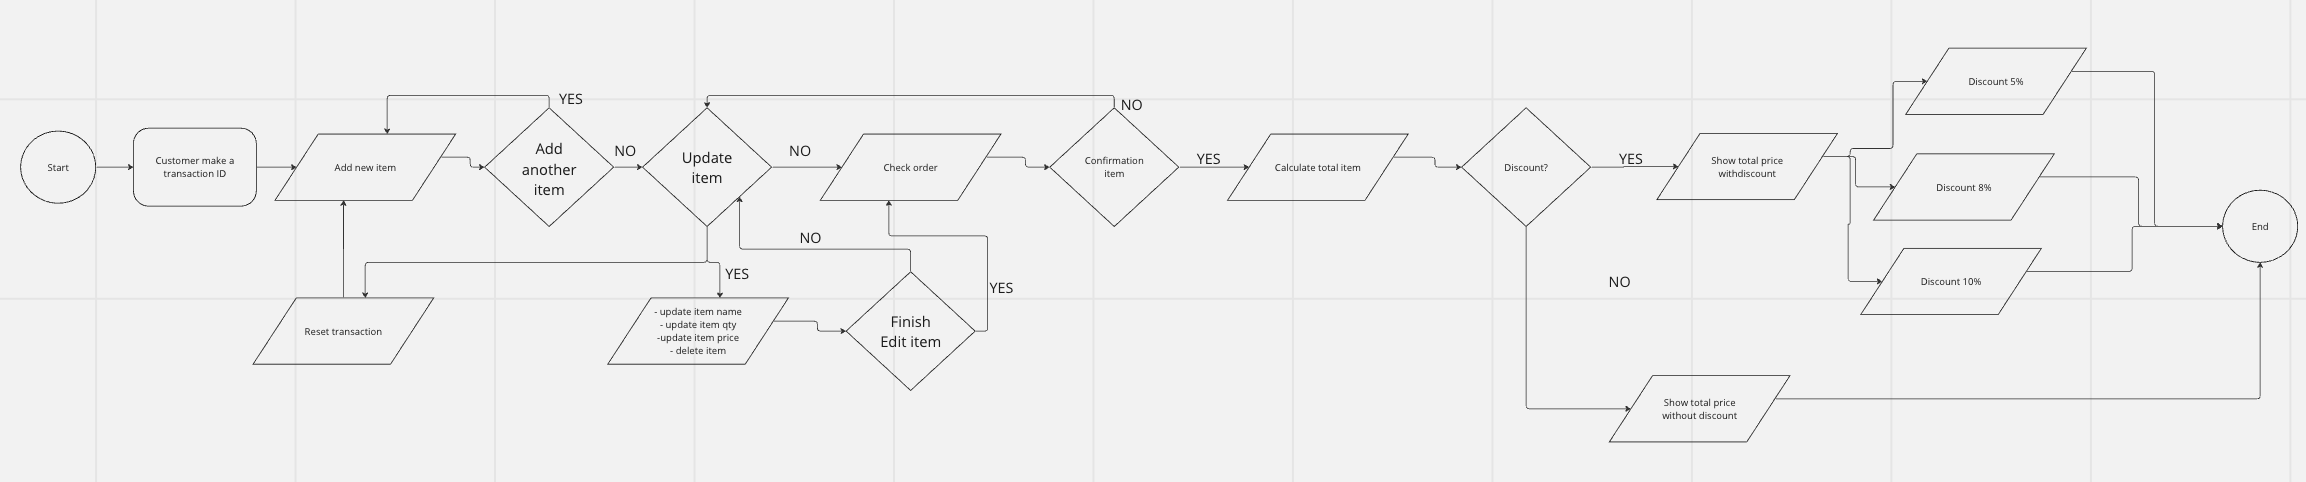 Start
Customer make a
transaction ID
Add new item
YES
Add
another
item
NO
Update
item
NO
Check order
NO
Confirmation
item
YES
Calculate total item
Discount?
YES
Show total price
withdiscount
Discount 5%
Discount 8%
Discount 10%
End
Reset transaction
YES
- update item name
- update item qty
-update item price
- delete item
NO
Finish
Edit item
YES
NO
Show total price
without discount